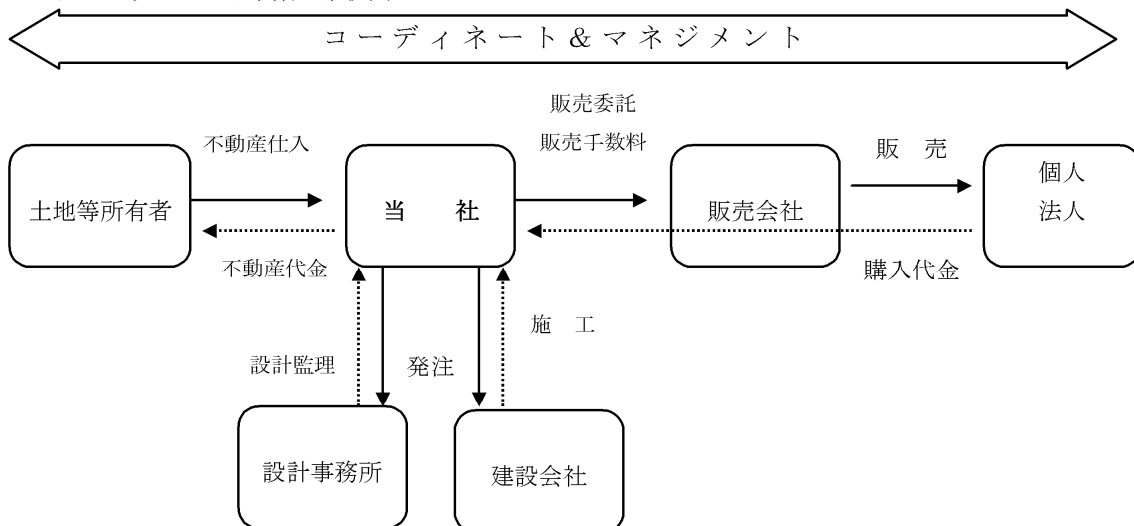 コーディネート＆マネジメント
販売委託
不動産仕入
販売手数料
販　売
土地等所有者
当　社
販売会社
個人
法人
不動産代金
購入代金
施　工
設計監理
発注
設計事務所
建設会社